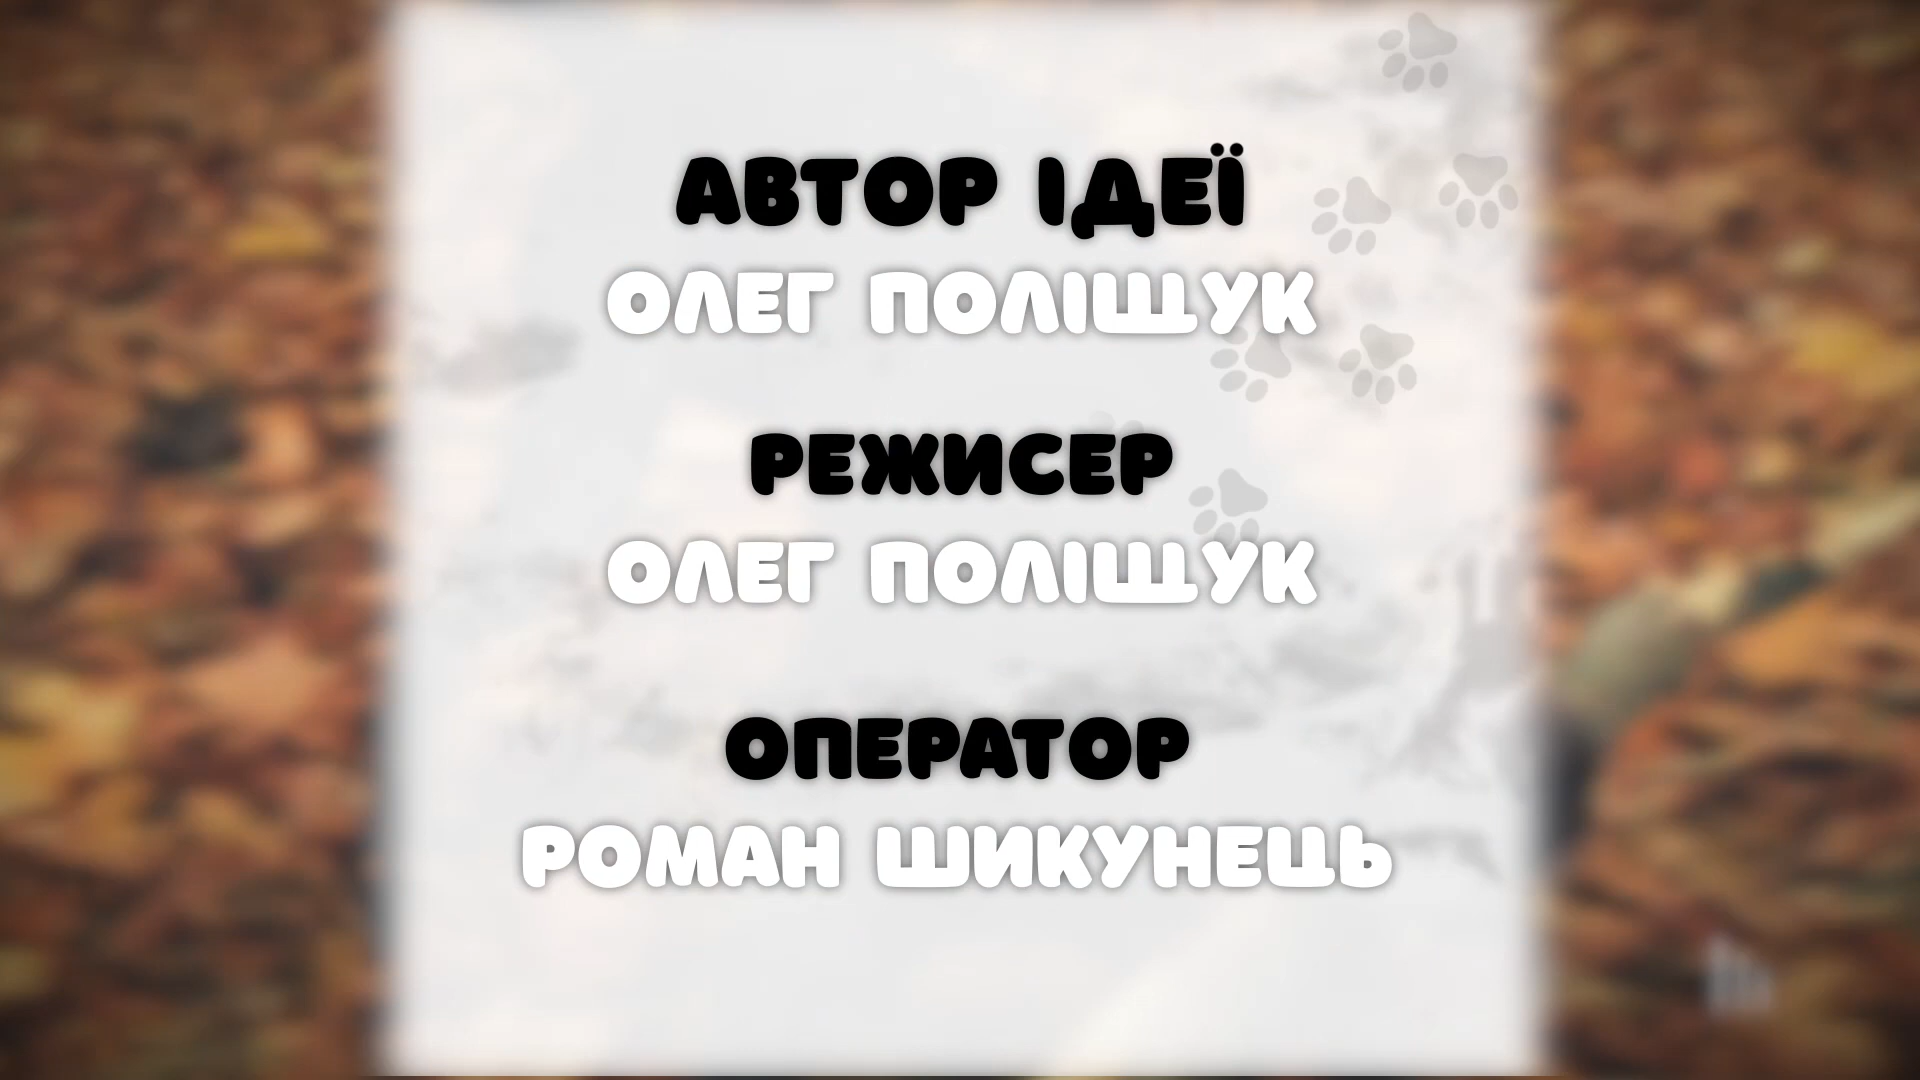 АВТОР ІДЕЇ
ОЛЕГ ПОЛІЩУК
РЕЖИСЕР
ОЛЕГ ПОЛІЩУК
ОПЕРАТОР
РОМАН ШИКУНЕЦЬ